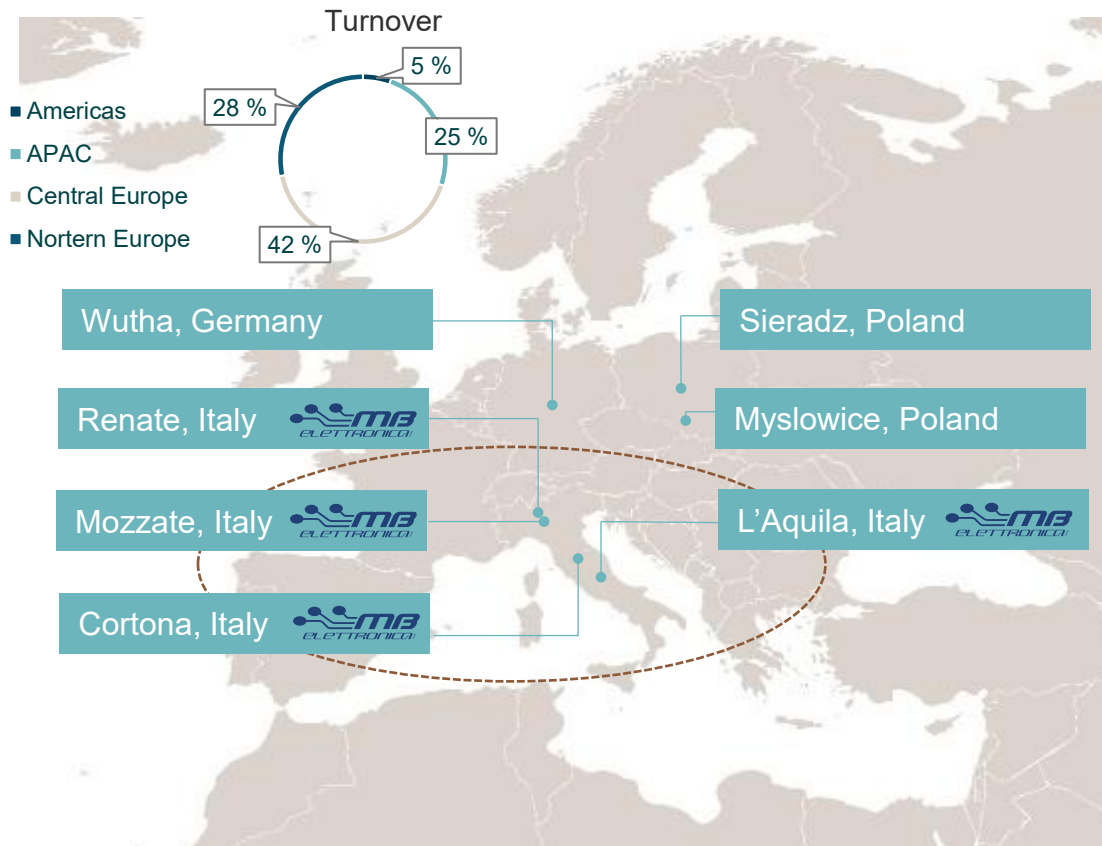 Turnover
5 %
28 %
25 %
42 %
Americas
APAC
Central Europe
Nortern Europe
Wutha, Germany
Sieradz, Poland
Renate, Italy
MB
ELETTRONICA
Myslowice, Poland
Mozzate, Italy
MB
ELETTRONICA
L’Aquila, Italy
MB
ELETTRONICA
Cortona, Italy
MB
ELETTRONICA